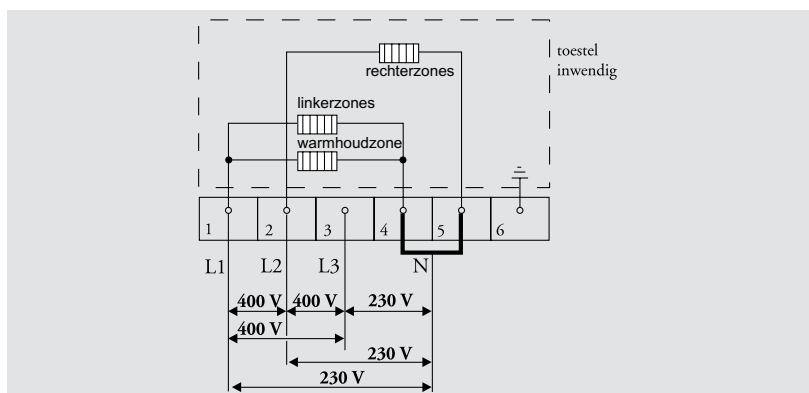 toestel
inwendig
rechterzones
linkerzones
warmhoudzone
1 2 3 4 5 6
L1 L2 L3 N
400 V 400 V 230 V
400 V
230 V
230 V